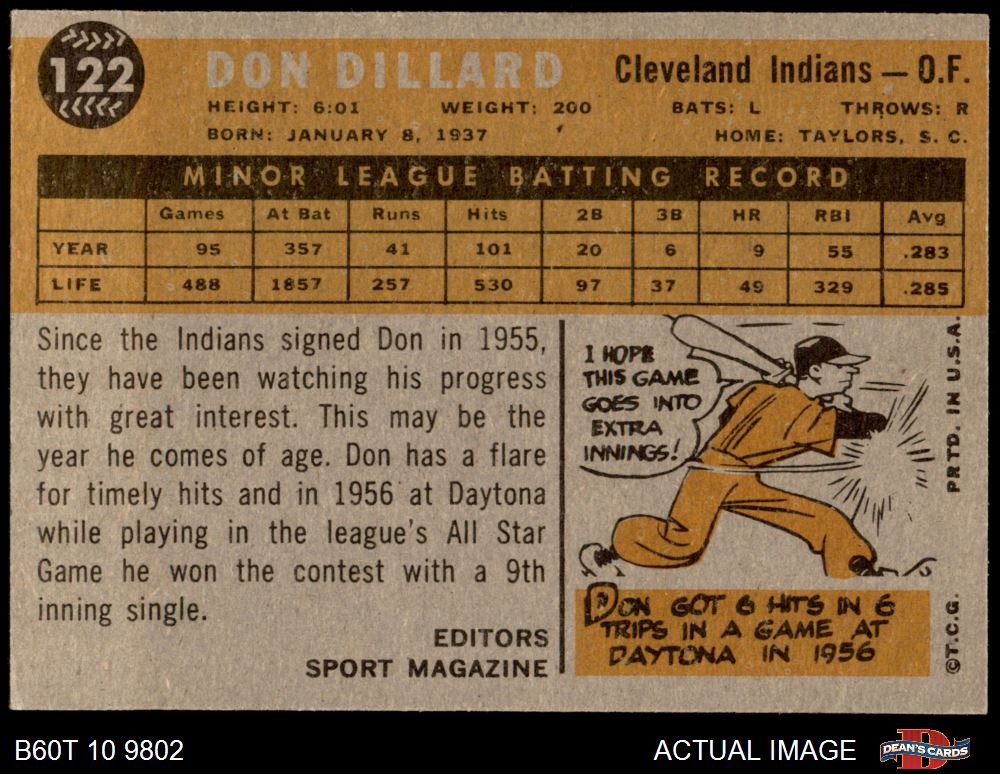 122
DON DILLARD
Cleveland Indians — O.F.
HEIGHT: 6:01 WEIGHT: 200 BATS: L THROWS: R
BORN: JANUARY 8, 1937 HOME: TAYLORS, S. C.
MINOR LEAGUE BATTING RECORD
Games At Bat Runs Hits 2B 3B HR RBI Avg
YEAR 95 357 41 101 20 6 9 55 .283
LIFE 488 1857 257 530 97 37 49 329 .285
Since the Indians signed Don in 1955,
they have been watching his progress
with great interest. This may be the
year he comes of age. Don has a flare
for timely hits and in 1956 at Daytona
while playing in the league's All Star
Game he won the contest with a 9th
inning single.
EDITORS
SPORT MAGAZINE
I HOPE
THIS GAME
GOES INTO
EXTRA
INNINGS!
DON GOT 6 HITS IN 6
TRIPS IN A GAME AT
DAYTONA IN 1956
PRTD. IN U.S.A.
©T.C.G.
B60T 10 9802
ACTUAL IMAGE
DEAN'S CARDS